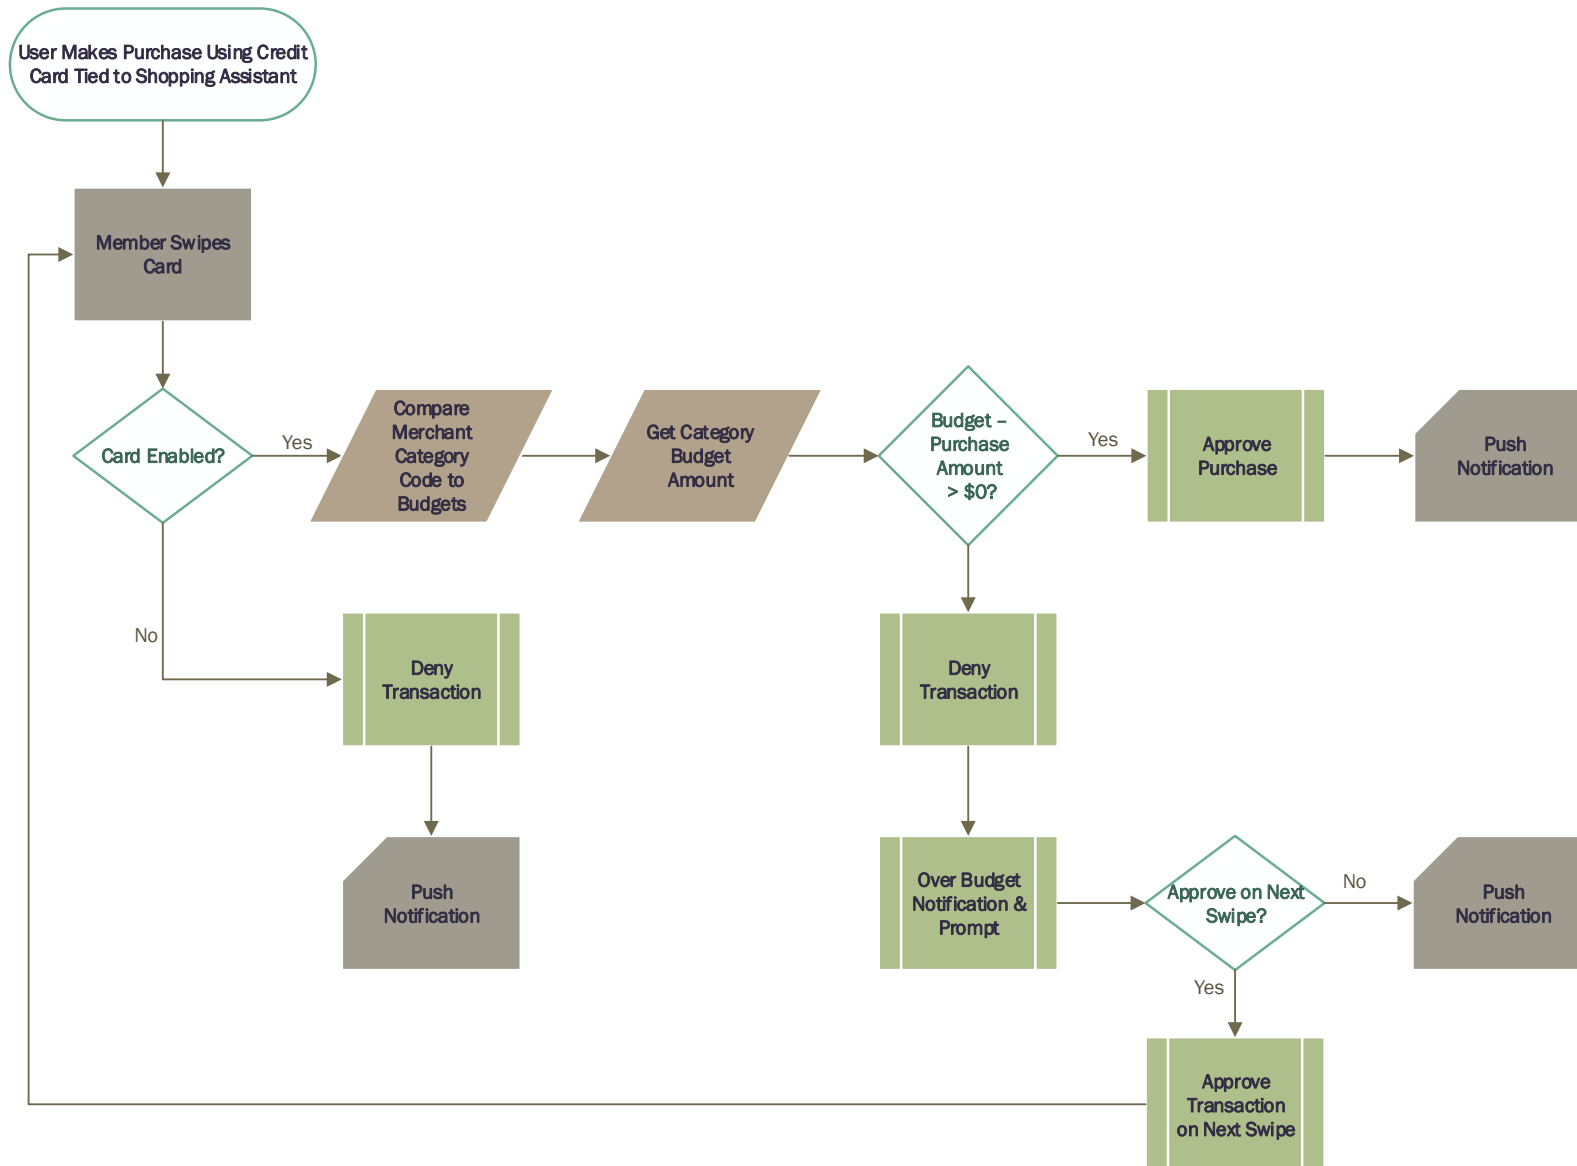 User Makes Purchase Using Credit
Card Tied to Shopping Assistant
Member Swipes
Card
Card Enabled?
Yes
Compare
Merchant
Category
Code to
Budgets
Get Category
Budget
Amount
Budget –
Purchase
Amount
> $0?
Yes
Approve
Purchase
Push
Notification
No
Deny
Transaction
Deny
Transaction
Push
Notification
Over Budget
Notification &
Prompt
Approve on Next
Swipe?
No
Push
Notification
Yes
Approve
Transaction
on Next Swipe